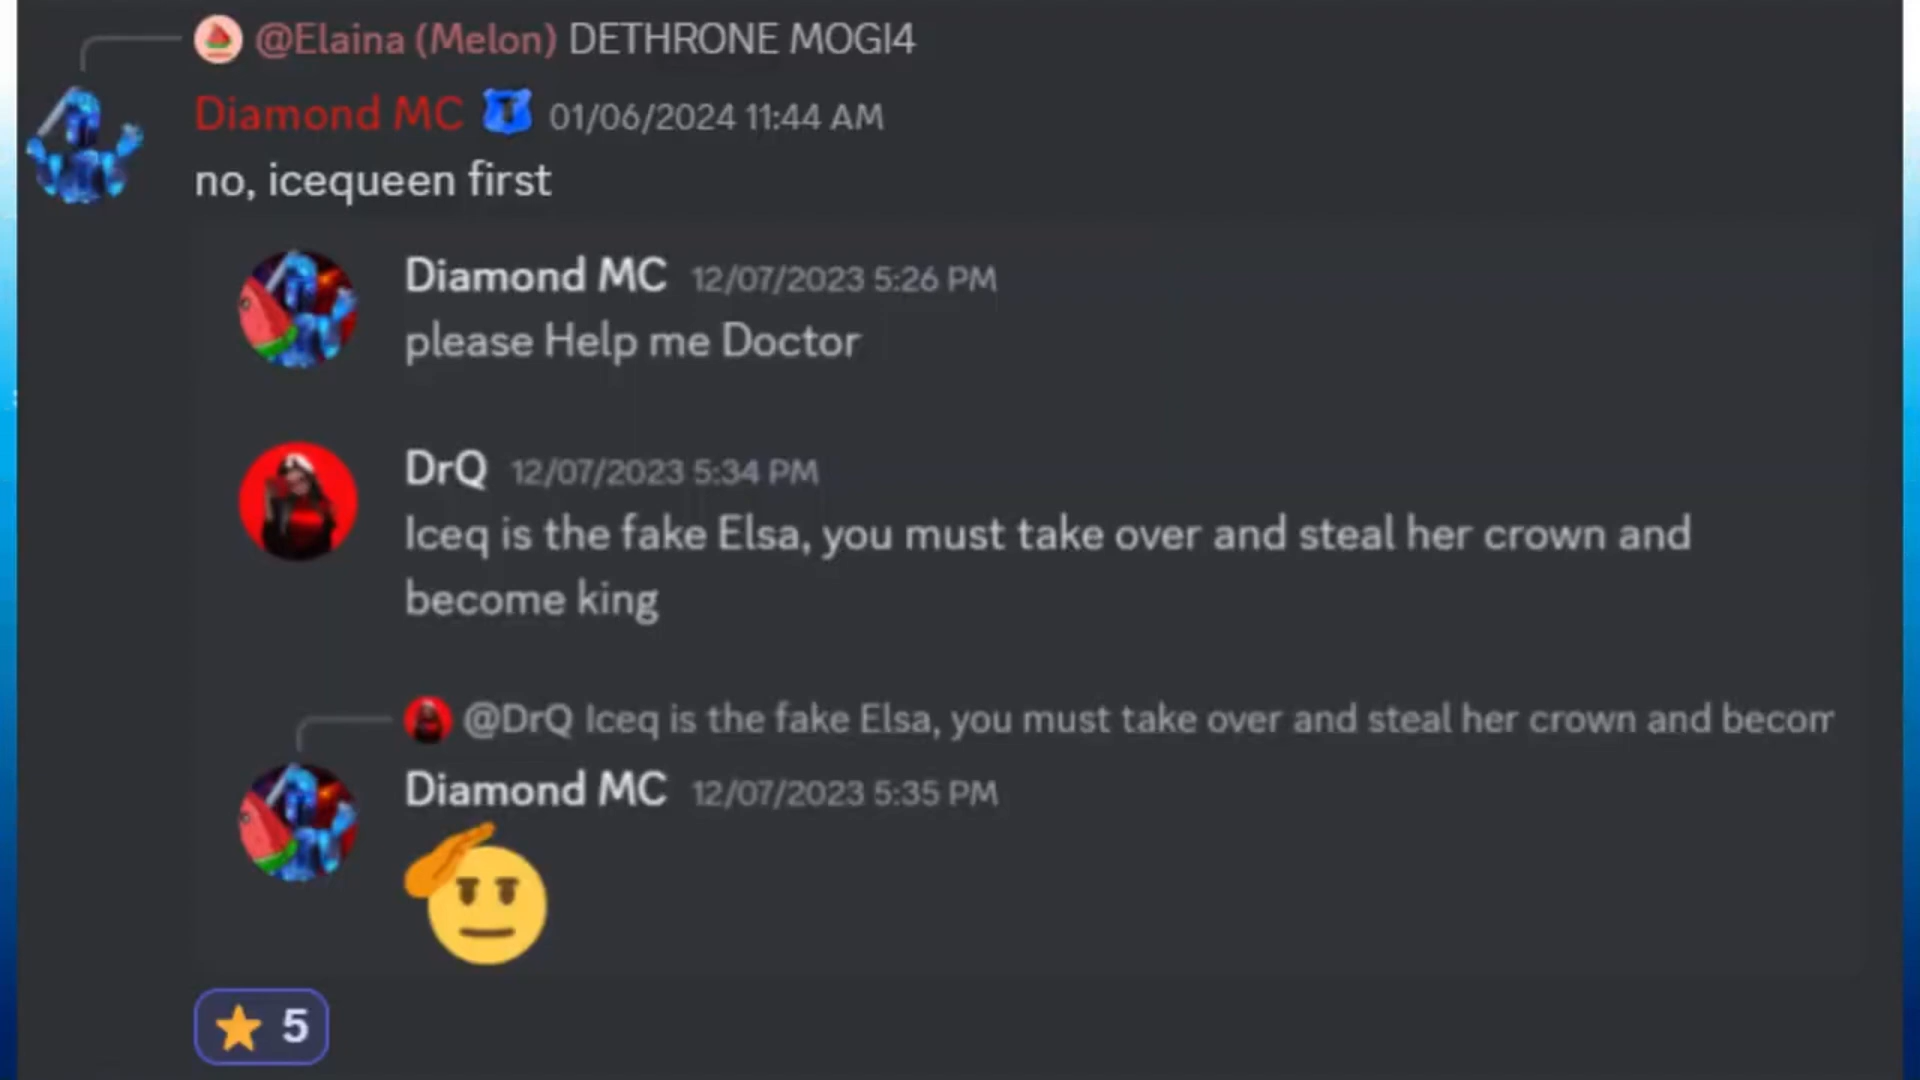 @Elaina (Melon) DETHRONE MOGI4
Diamond MC 01/06/2024 11:44 AM
no, icequeen first
Diamond MC 12/07/2023 5:26 PM
please Help me Doctor
DrQ 12/07/2023 5:34 PM
Iceq is the fake Elsa, you must take over and steal her crown and
become king
@DrQ Iceq is the fake Elsa, you must take over and steal her crown and becom
Diamond MC 12/07/2023 5:35 PM
5